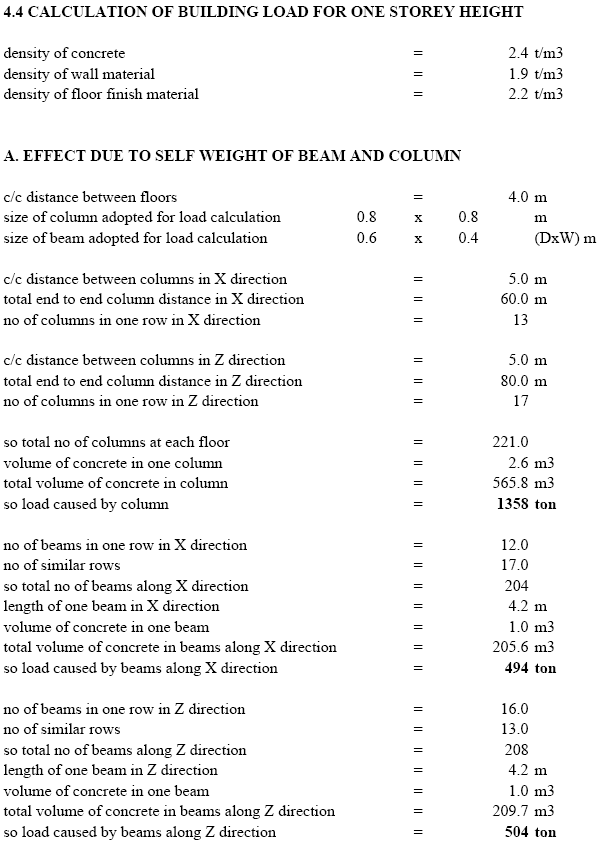 4.4 CALCULATION OF BUILDING LOAD FOR ONE STOREY HEIGHT
density of concrete = 2.4 t/m3
density of wall material = 1.9 t/m3
density of floor finish material = 2.2 t/m3
A. EFFECT DUE TO SELF WEIGHT OF BEAM AND COLUMN
c/c distance between floors = 4.0 m
size of column adopted for load calculation 0.8 x 0.8 m
size of beam adopted for load calculation 0.6 x 0.4 (DxW) m
c/c distance between columns in X direction = 5.0 m
total end to end column distance in X direction = 60.0 m
no of columns in one row in X direction = 13
c/c distance between columns in Z direction = 5.0 m
total end to end column distance in Z direction = 80.0 m
no of columns in one row in Z direction = 17
so total no of columns at each floor = 221.0
volume of concrete in one column = 2.6 m3
total volume of concrete in column = 565.8 m3
so load caused by column = 1358 ton
no of beams in one row in X direction = 12.0
no of similar rows = 17.0
so total no of beams along X direction = 204
length of one beam in X direction = 4.2 m
volume of concrete in one beam = 1.0 m3
total volume of concrete in beams along X direction = 205.6 m3
so load caused by beams along X direction = 494 ton
no of beams in one row in Z direction = 16.0
no of similar rows = 13.0
so total no of beams along Z direction = 208
length of one beam in Z direction = 4.2 m
volume of concrete in one beam = 1.0 m3
total volume of concrete in beams along Z direction = 209.7 m3
so load caused by beams along Z direction = 504 ton